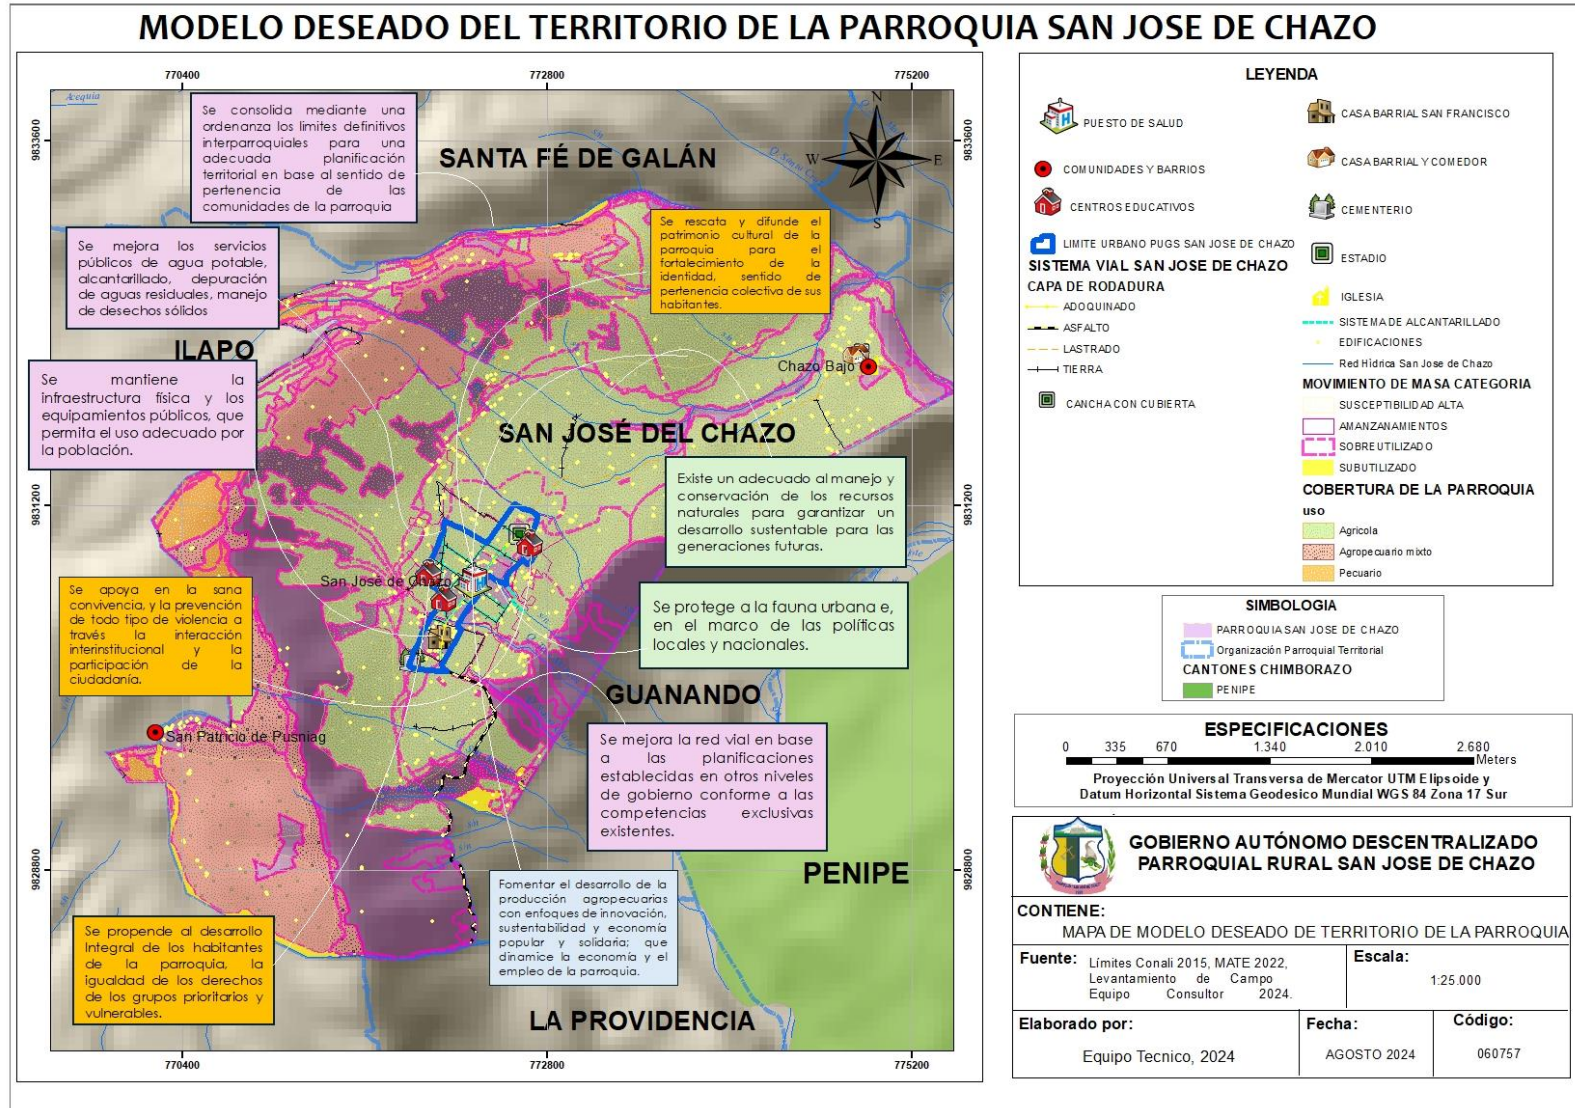 MODELO DESEADO DEL TERRITORIO DE LA PARROQUIA SAN JOSE DE CHAZO
770400
772800
775200
9833600
9831200
9828800
9833600
9831200
9828800
770400
772800
775200
Acequia
N
W
E
S
Se consolida mediante una
ordenanza los limites definitivos
interparroquiales para una
adecuada planificación
territorial en base al sentido de
pertenencia de las
comunidades de la parroquia
SANTA FÉ DE GALÁN
Se mejora los servicios
públicos de agua potable,
alcantarillado, depuración
de aguas residuales, manejo
de desechos sólidos
Se rescata y difunde el
patrimonio cultural de la
parroquia para el
fortalecimiento de la
identidad, sentido de
pertenencia colectiva de sus
habitantes.
ILAPO
Se mantiene la
infraestructura física y los
equipamientos públicos, que
permita el uso adecuado por
la población.
Chazo Bajo
SAN JOSÉ DEL CHAZO
Existe un adecuado al manejo y
conservación de los recursos
naturales para garantizar un
desarrollo sustentable para las
generaciones futuras.
San José de Chazo
Se apoya en la sana
convivencia, y la prevención
de todo tipo de violencia a
través la interacción
interinstitucional y la
participación de la
ciudadanía.
Se protege a la fauna urbana e,
en el marco de las políticas
locales y nacionales.
GUANANDO
San Patricio de Pusniag
Se mejora la red vial en base
a las planificaciones
establecidas en otros niveles
de gobierno conforme a las
competencias exclusivas
existentes.
PENIPE
Fomentar el desarrollo de la
producción agropecuarias
con enfoques de innovación,
sustentabilidad y economía
popular y solidaria; que
dinamice la economía y el
empleo de la parroquia.
Se propende al desarrollo
Integral de los habitantes
de la parroquia, la
igualdad de los derechos
de los grupos prioritarios y
vulnerables.
LA PROVIDENCIA
LEYENDA
PUESTO DE SALUD
COMUNIDADES Y BARRIOS
CENTROS EDUCATIVOS
LIMITE URBANO PUGS SAN JOSE DE CHAZO
SISTEMA VIAL SAN JOSE DE CHAZO
CAPA DE RODADURA
ADOQUINADO
ASFALTO
LASTRADO
TIERRA
CANCHA CON CUBIERTA
CASA BARRIAL SAN FRANCISCO
CASA BARRIAL Y COMEDOR
CEMENTERIO
ESTADIO
IGLESIA
SISTEMA DE ALCANTARILLADO
EDIFICACIONES
Red Hídrica San Jose de Chazo
MOVIMIENTO DE MASA CATEGORIA
SUSCEPTIBILIDAD ALTA
AMANZANAMIENTOS
SOBREUTILIZADO
SUBUTILIZADO
COBERTURA DE LA PARROQUIA
uso
Agricola
Agropecuario mixto
Pecuario
SIMBOLOGIA
PARROQUIA SAN JOSE DE CHAZO
Organización Parroquial Territorial
CANTONES CHIMBORAZO
PENIPE
ESPECIFICACIONES
0 335 670 1.340 2.010 2.680
Meters
Proyección Universal Transversa de Mercator UTM Elipsoide y
Datum Horizontal Sistema Geodesico Mundial WGS 84 Zona 17 Sur
GOBIERNO AUTÓNOMO DESCENTRALIZADO
PARROQUIAL RURAL SAN JOSE DE CHAZO
CONTIENE:
MAPA DE MODELO DESEADO DE TERRITORIO DE LA PARROQUIA
Fuente: Límites Conali 2015, MATE 2022,
Levantamiento de Campo
Equipo Consultor 2024.
Escala:
1:25.000
Elaborado por:
Equipo Tecnico, 2024
Fecha:
AGOSTO 2024
Código:
060757